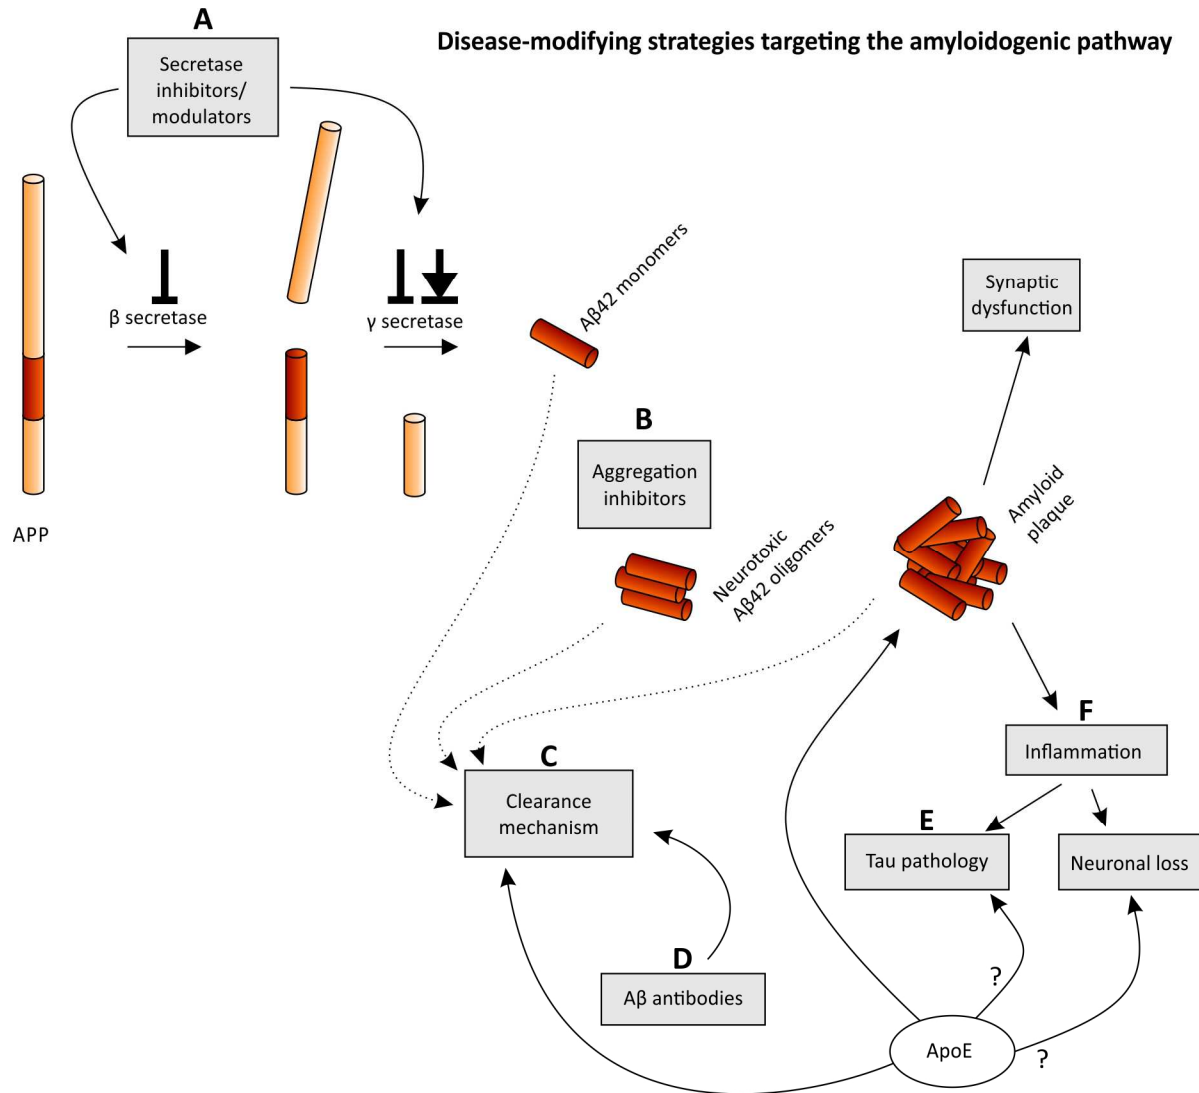 A
Disease-modifying strategies targeting the amyloidogenic pathway
Secretase
inhibitors/
modulators
β secretase
γ secretase
Aβ42 monomers
APP
B
Aggregation
inhibitors
Neurotoxic
Aβ42 oligomers
Synaptic
dysfunction
Amyloid
plaque
C
Clearance
mechanism
D
Aβ antibodies
F
Inflammation
E
Tau pathology
Neuronal loss
?
?
ApoE